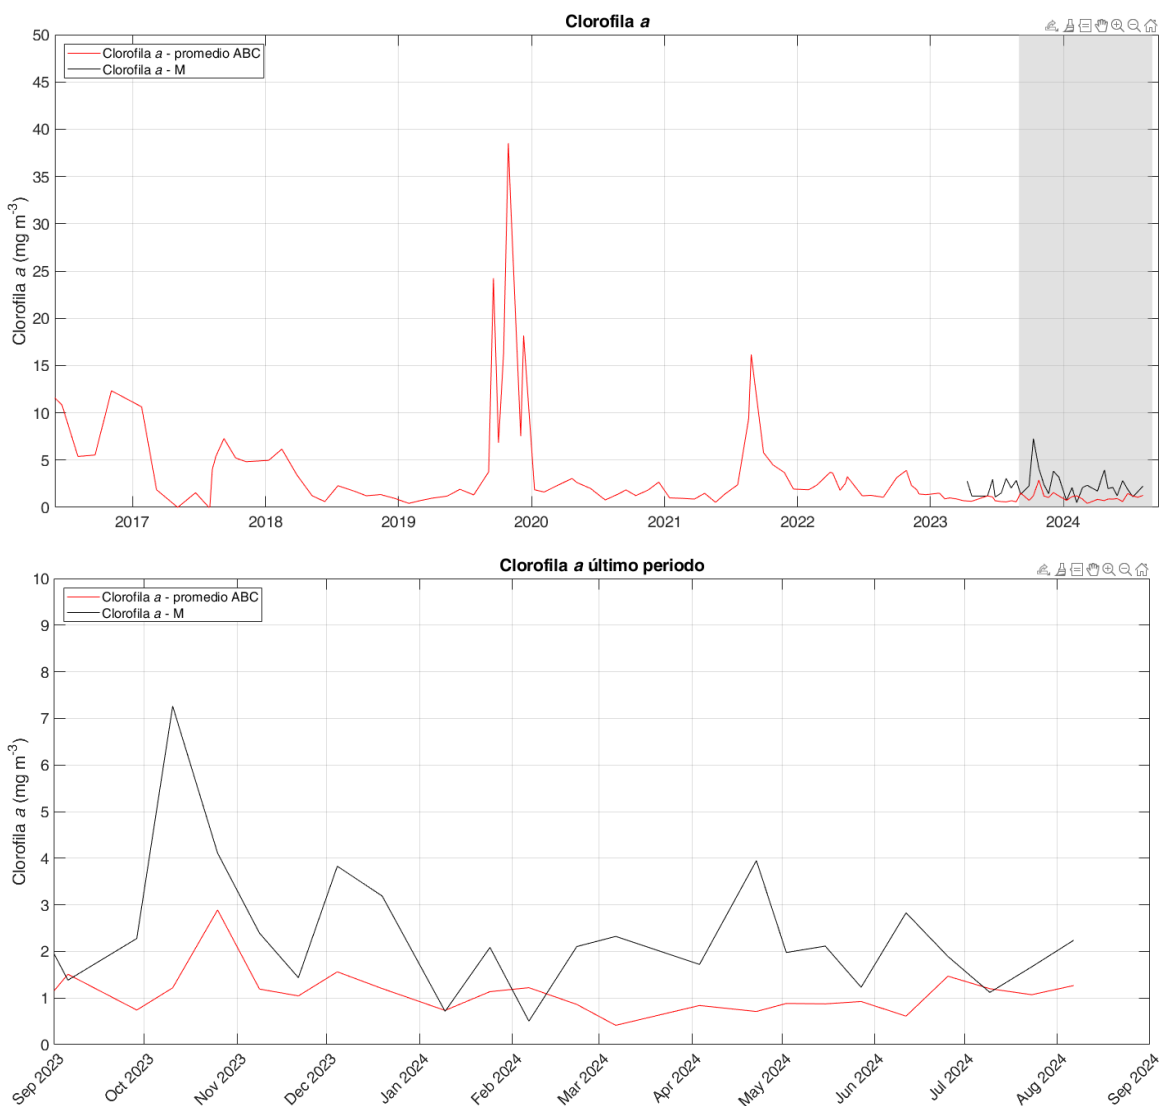 Clorofila a
50
45
40
35
30
25
20
15
10
5
0
Clorofila a (mg m-3)
Clorofila a - promedio ABC
Clorofila a - M
2017 2018 2019 2020 2021 2022 2023 2024
Clorofila a último periodo
10
9
8
7
6
5
4
3
2
1
0
Clorofila a (mg m-3)
Clorofila a - promedio ABC
Clorofila a - M
Sep 2023 Oct 2023 Nov 2023 Dec 2023 Jan 2024 Feb 2024 Mar 2024 Apr 2024 May 2024 Jun 2024 Jul 2024 Aug 2024 Sep 2024